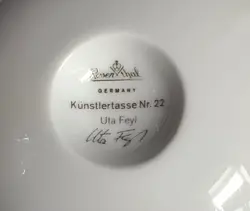 Rosenthal
GERMANY
Künstlertasse Nr. 22
Uta Feyl
Uta Feyl